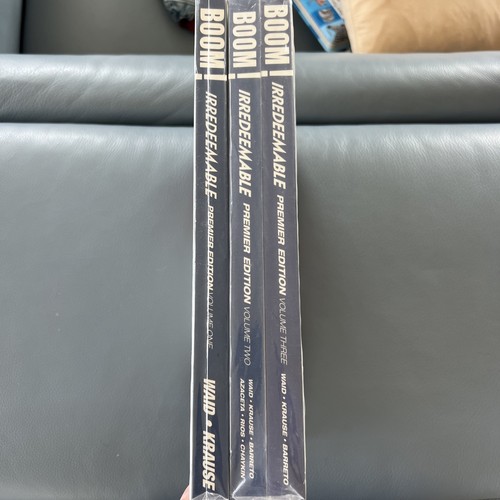 BOOM!
IRREDEEMABLE PREMIER EDITION VOLUME ONE
WAID • KRAUSE
BOOM!
IRREDEEMABLE PREMIER EDITION VOLUME TWO
WAID • KRAUSE • BARRETO
AZACETA • RIOS • CHAYKIN
BOOM!
IRREDEEMABLE PREMIER EDITION VOLUME THREE
WAID • KRAUSE • BARRETO